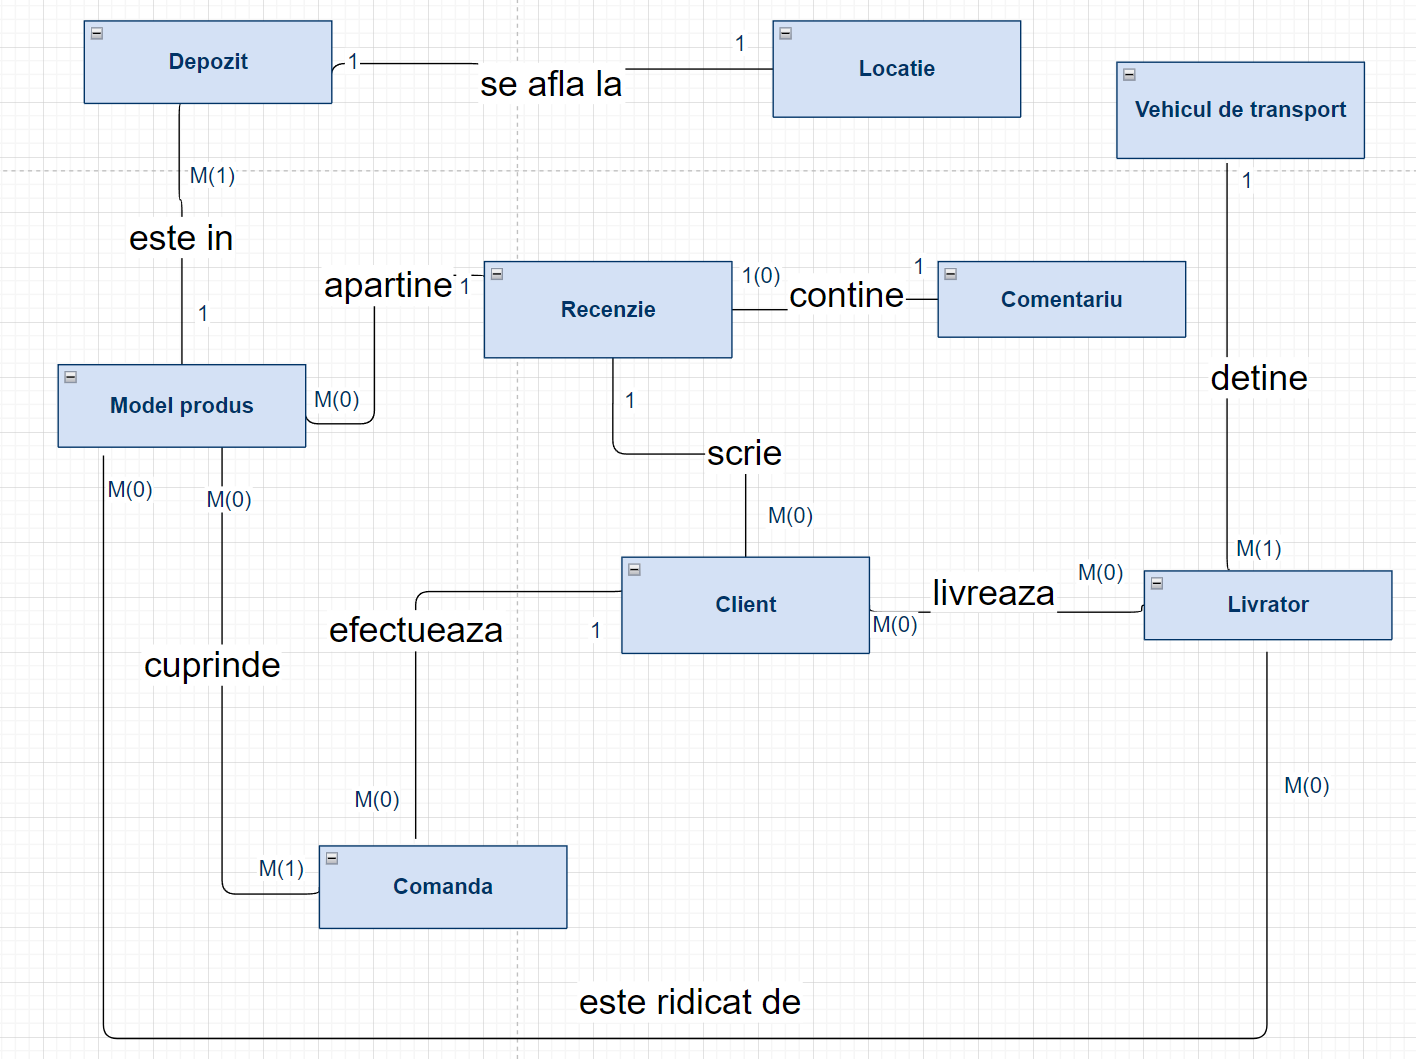 Depozit
1
se afla la
1
Locatie
Vehicul de transport
M(1)
1
este in
apartine
1
Recenzie
1(0)
contine
1
Comentariu
1
detine
Model produs
M(0)
1
scrie
M(0)
M(0)
M(0)
M(1)
Client
M(0)
livreaza
M(0)
Livrator
efectueaza
1
cuprinde
M(0)
M(0)
M(1)
Comanda
este ridicat de